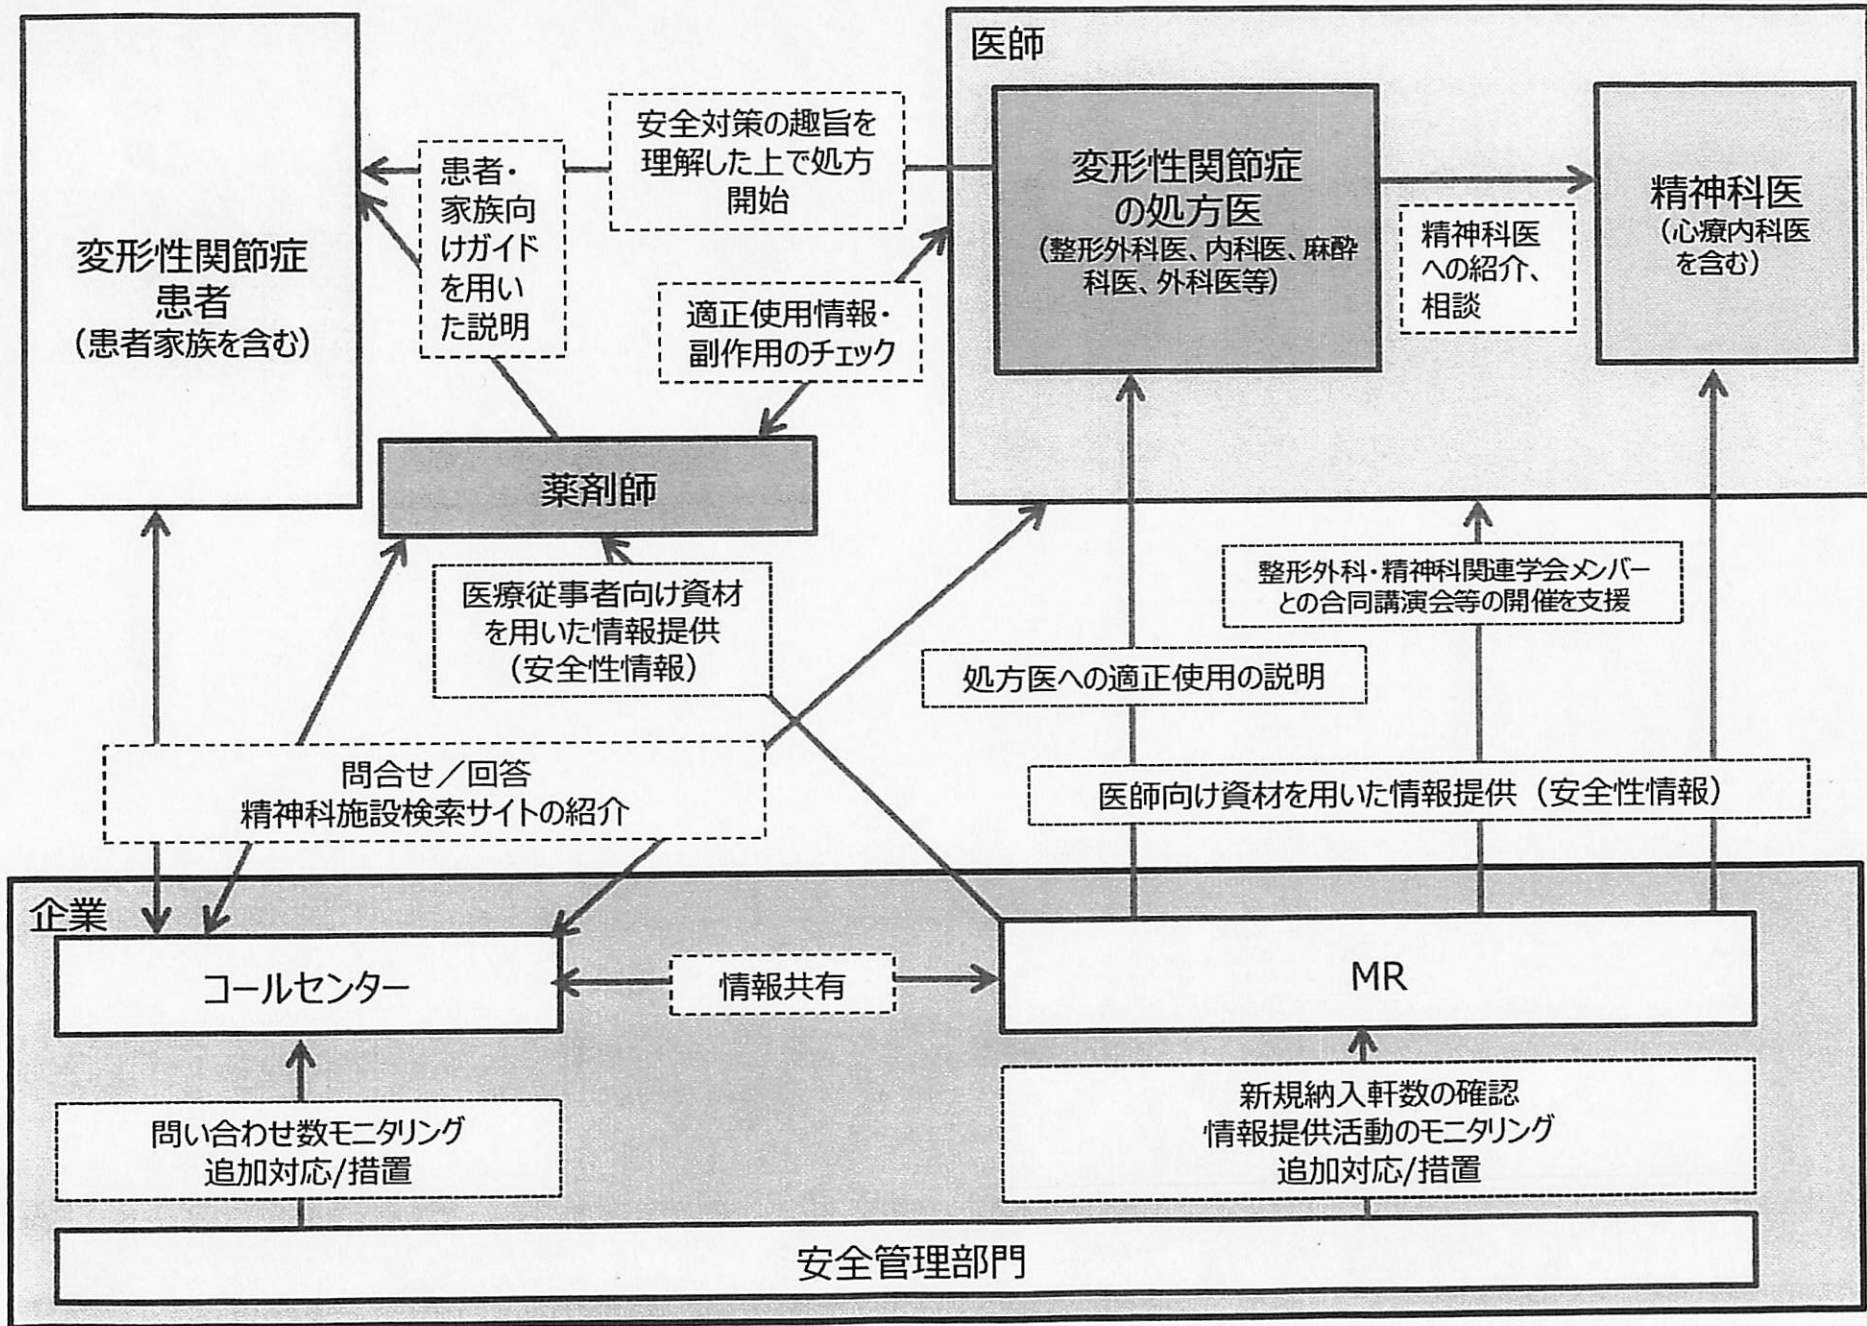 医師
安全対策の趣旨を
理解した上で処方
開始
患者・
家族向
けガイド
を用い
た説明
変形性関節症
の処方医
（整形外科医、内科医、麻酔
科医、外科医等）
精神科医
（心療内科医
を含む）
精神科医
への紹介、
相談
変形性関節症
患者
（患者家族を含む）
適正使用情報・
副作用のチェック
薬剤師
医療従事者向け資材
を用いた情報提供
（安全性情報）
整形外科・精神科関連学会メンバー
との合同講演会等の開催を支援
処方医への適正使用の説明
問合せ／回答
精神科施設検索サイトの紹介
医師向け資材を用いた情報提供（安全性情報）
企業
コールセンター
情報共有
MR
問い合わせ数モニタリング
追加対応/措置
新規納入軒数の確認
情報提供活動のモニタリング
追加対応/措置
安全管理部門